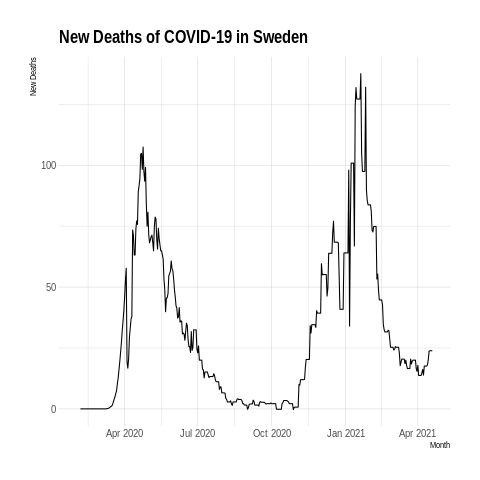 New Deaths of COVID-19 in Sweden
New Deaths
100
50
0
Apr 2020 Jul 2020 Oct 2020 Jan 2021 Apr 2021
Month